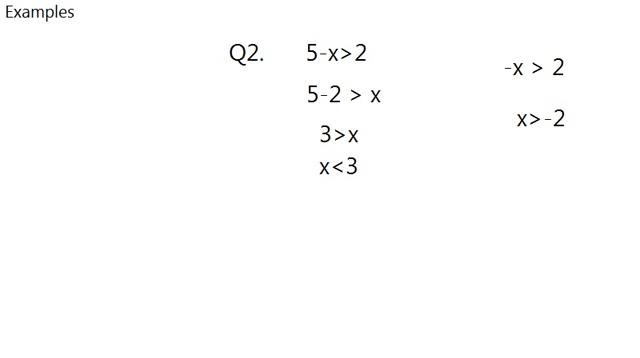 Examples
Q2. 5-x>2
5-2 > x
3>x
x<3
-x > 2
x>-2